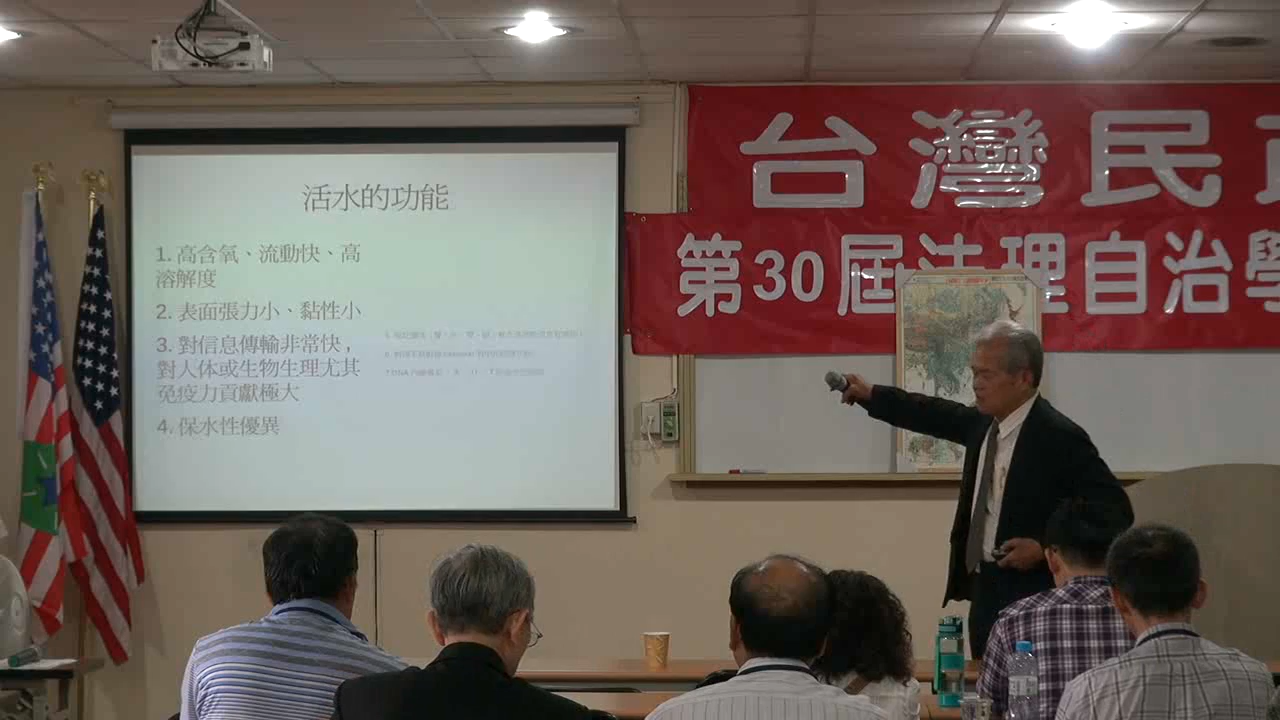 活水的功能
1. 高含氧、流動快、高
溶解度
2. 表面張力小、黏性小
3. 對信息傳輸非常快，
對人体或生物生理尤其
免疫力貢獻極大
4. 保水性優異
台灣民
第30屆法理自治學